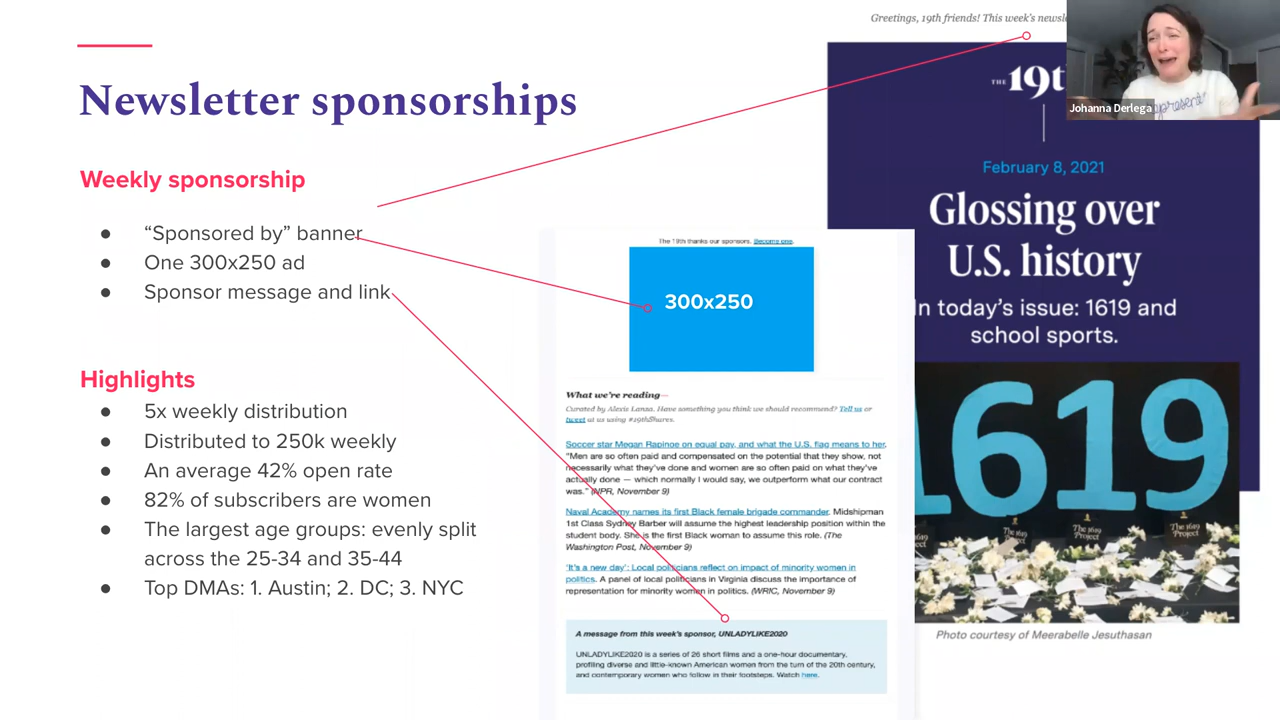 Newsletter sponsorships
Weekly sponsorship
● “Sponsored by” banner
● One 300x250 ad
● Sponsor message and link
Highlights
● 5x weekly distribution
● Distributed to 250k weekly
● An average 42% open rate
● 82% of subscribers are women
● The largest age groups: evenly split
across the 25-34 and 35-44
● Top DMAs: 1. Austin; 2. DC; 3. NYC
The 19th thanks our sponsors. Become one.
300x250
What we're reading—
Curated by Alexis Lanza. Have something you think we should recommend? Tell us or
tweet at us using #19thShares.
Soccer star Megan Rapinoe on equal pay, and what the U.S. flag means to her.
“Men are so often paid and compensated on the potential that they show, not
necessarily what they've done and women are so often paid on what they've
actually done — which normally I would say, we outperform what our contract
was.” (NPR, November 9)
Naval Academy names its first Black female brigade commander. Midshipman
1st Class Sydney Barber will assume the highest leadership position within the
student body. She is the first Black woman to assume this role. (The
Washington Post, November 9)
‘It's a new day’: Local politicians reflect on impact of minority women in
politics. A panel of local politicians in Virginia discuss the importance of
representation for minority women in politics. (WRIC, November 9)
A message from this week's sponsor, UNLADYLIKE2020
UNLADYLIKE2020 is a series of 26 short films and a one-hour documentary,
profiling diverse and little-known American women from the turn of the 20th century,
and contemporary women who follow in their footsteps. Watch here.
Greetings, 19th friends! This week's
THE 19t
February 8, 2021
Glossing over
U.S. history
In today's issue: 1619 and
school sports.
1619
The 1619
Project
The 1619
Project
Photo courtesy of Meerabelle Jesuthasan
Johanna Derlega